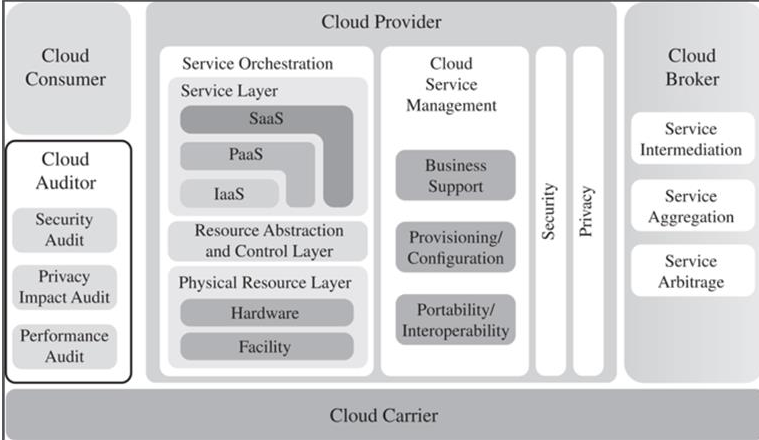 Cloud
Consumer
Cloud
Auditor
Security
Audit
Privacy
Impact Audit
Performance
Audit
Cloud Provider
Service Orchestration
Service Layer
SaaS
PaaS
IaaS
Resource Abstraction
and Control Layer
Physical Resource Layer
Hardware
Facility
Cloud
Service
Management
Business
Support
Provisioning/
Configuration
Portability/
Interoperability
Security
Privacy
Cloud
Broker
Service
Intermediation
Service
Aggregation
Service
Arbitrage
Cloud Carrier